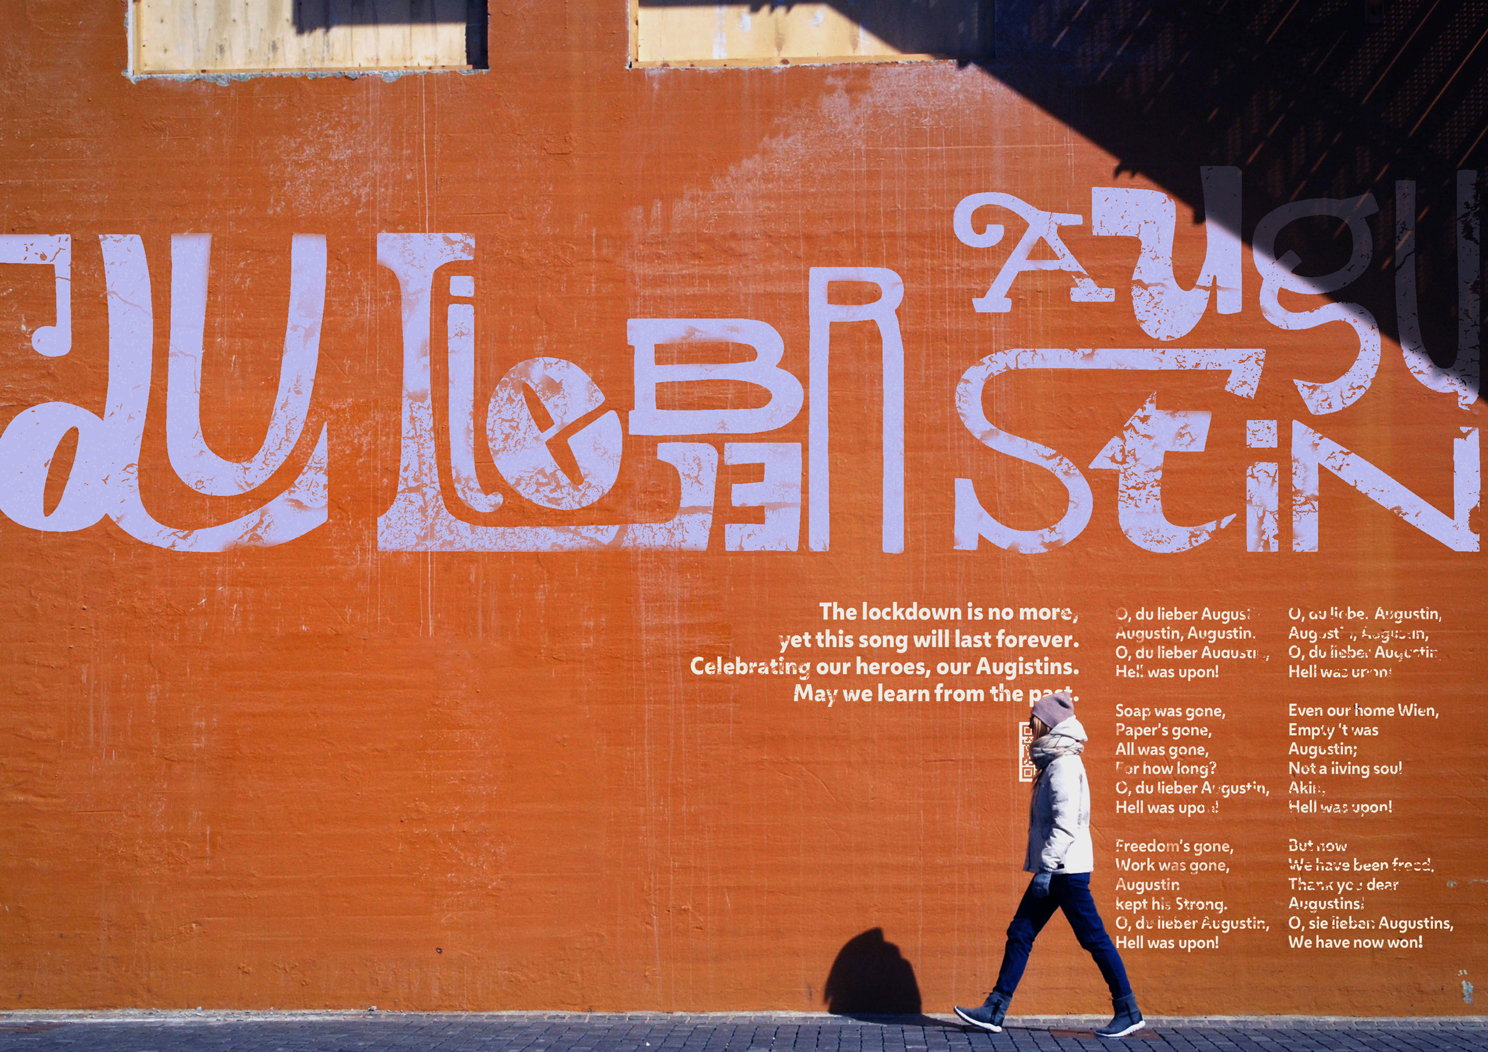 du lieBER AuguStiN
The lockdown is no more,
yet this song will last forever.
Celebrating our heroes, our Augistins.
May we learn from the past.
O, du lieber Augustin
Augustin, Augustin.
O, du lieber Augustin,
Hell was upon!
Soap was gone,
Paper's gone,
All was gone,
For how long?
O, du lieber Augustin,
Hell was upon!
Freedom's gone,
Work was gone,
Augustin
kept his Strong.
O, du lieber Augustin,
Hell was upon!
O, du liebe. Augustin,
Augustin, Augustin,
O, du lieber Augustin
Hell was upon!
Even our home Wien,
Empty 't was
Augustin;
Not a living soul
Akin,
Hell was upon!
But now
We have been freed,
Thank you dear
Augustins!
O, sie lieben Augustins,
We have now won!